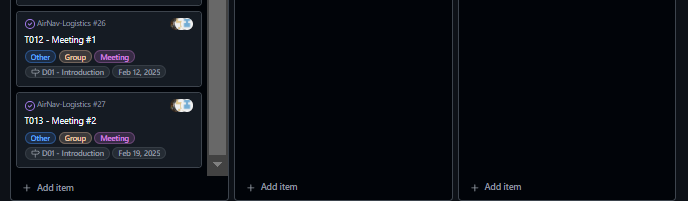 AirNav-Logistics #26
T012 - Meeting #1
Other Group Meeting
D01 - Introduction Feb 12, 2025
AirNav-Logistics #27
T013 - Meeting #2
Other Group Meeting
D01 - Introduction Feb 19, 2025
+ Add item
+ Add item
+ Add item